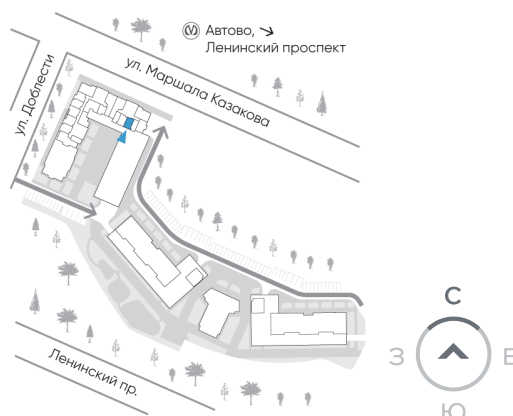 Автово, ↘
Ленинский проспект
ул. Маршала Казакова
ул. Доблести
Ленинский пр.
С
З
В
Ю